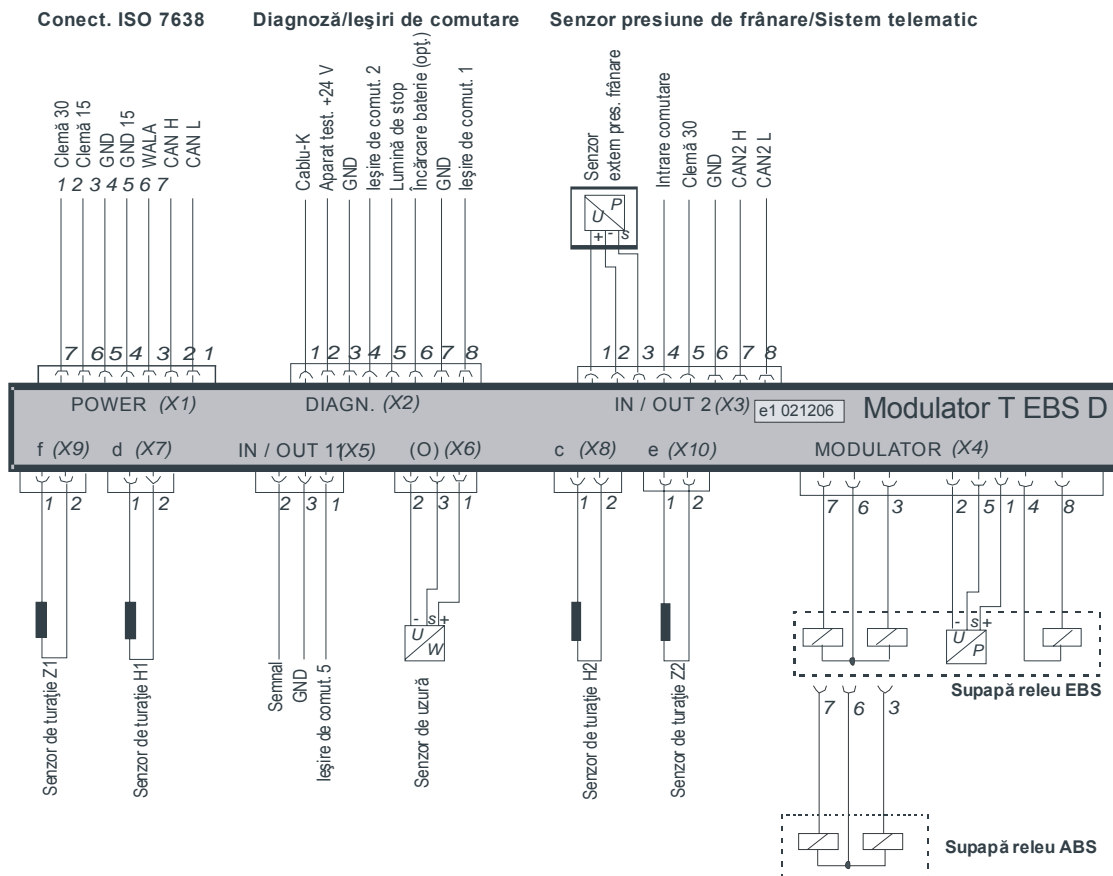 Conect. ISO 7638
Diagnoză/Ieşiri de comutare
Senzor presiune de frânare/Sistem telematic
Clemă 30
Clemă 15
GND
GND 15
WALA
CAN H
CAN L
1 2 3 4 5 6 7
Cablu-K
Aparat test. +24 V
GND
Ieşire de comut. 2
Lumină de stop
Încărcare baterie (opţ.)
GND
Ieşire de comut. 1
Senzor
extern pres. frânare
Intrare comutare
Clemă 30
GND
CAN2 H
CAN2 L
U P
+ - s
7 6 5 4 3 2 1
1 2 3 4 5 6 7 8
1 2 3 4 5 6 7 8
POWER (X1)
DIAGN. (X2)
IN / OUT 2 (X3)
e1 021206
Modulator T EBS D
f (X9)
d (X7)
IN / OUT 11(X5)
(O) (X6)
c (X8)
e (X10)
MODULATOR (X4)
1 2
1 2
2 3 1
2 3 1
1 2
1 2
7 6 3 2 5 1 4 8
- s +
U W
- s +
U P
Senzor de turaţie Z1
Senzor de turaţie H1
Semnal
GND
Ieşire de comut. 5
Senzor de uzură
Senzor de turaţie H2
Senzor de turaţie Z2
Supapă releu EBS
7 6 3
Supapă releu ABS